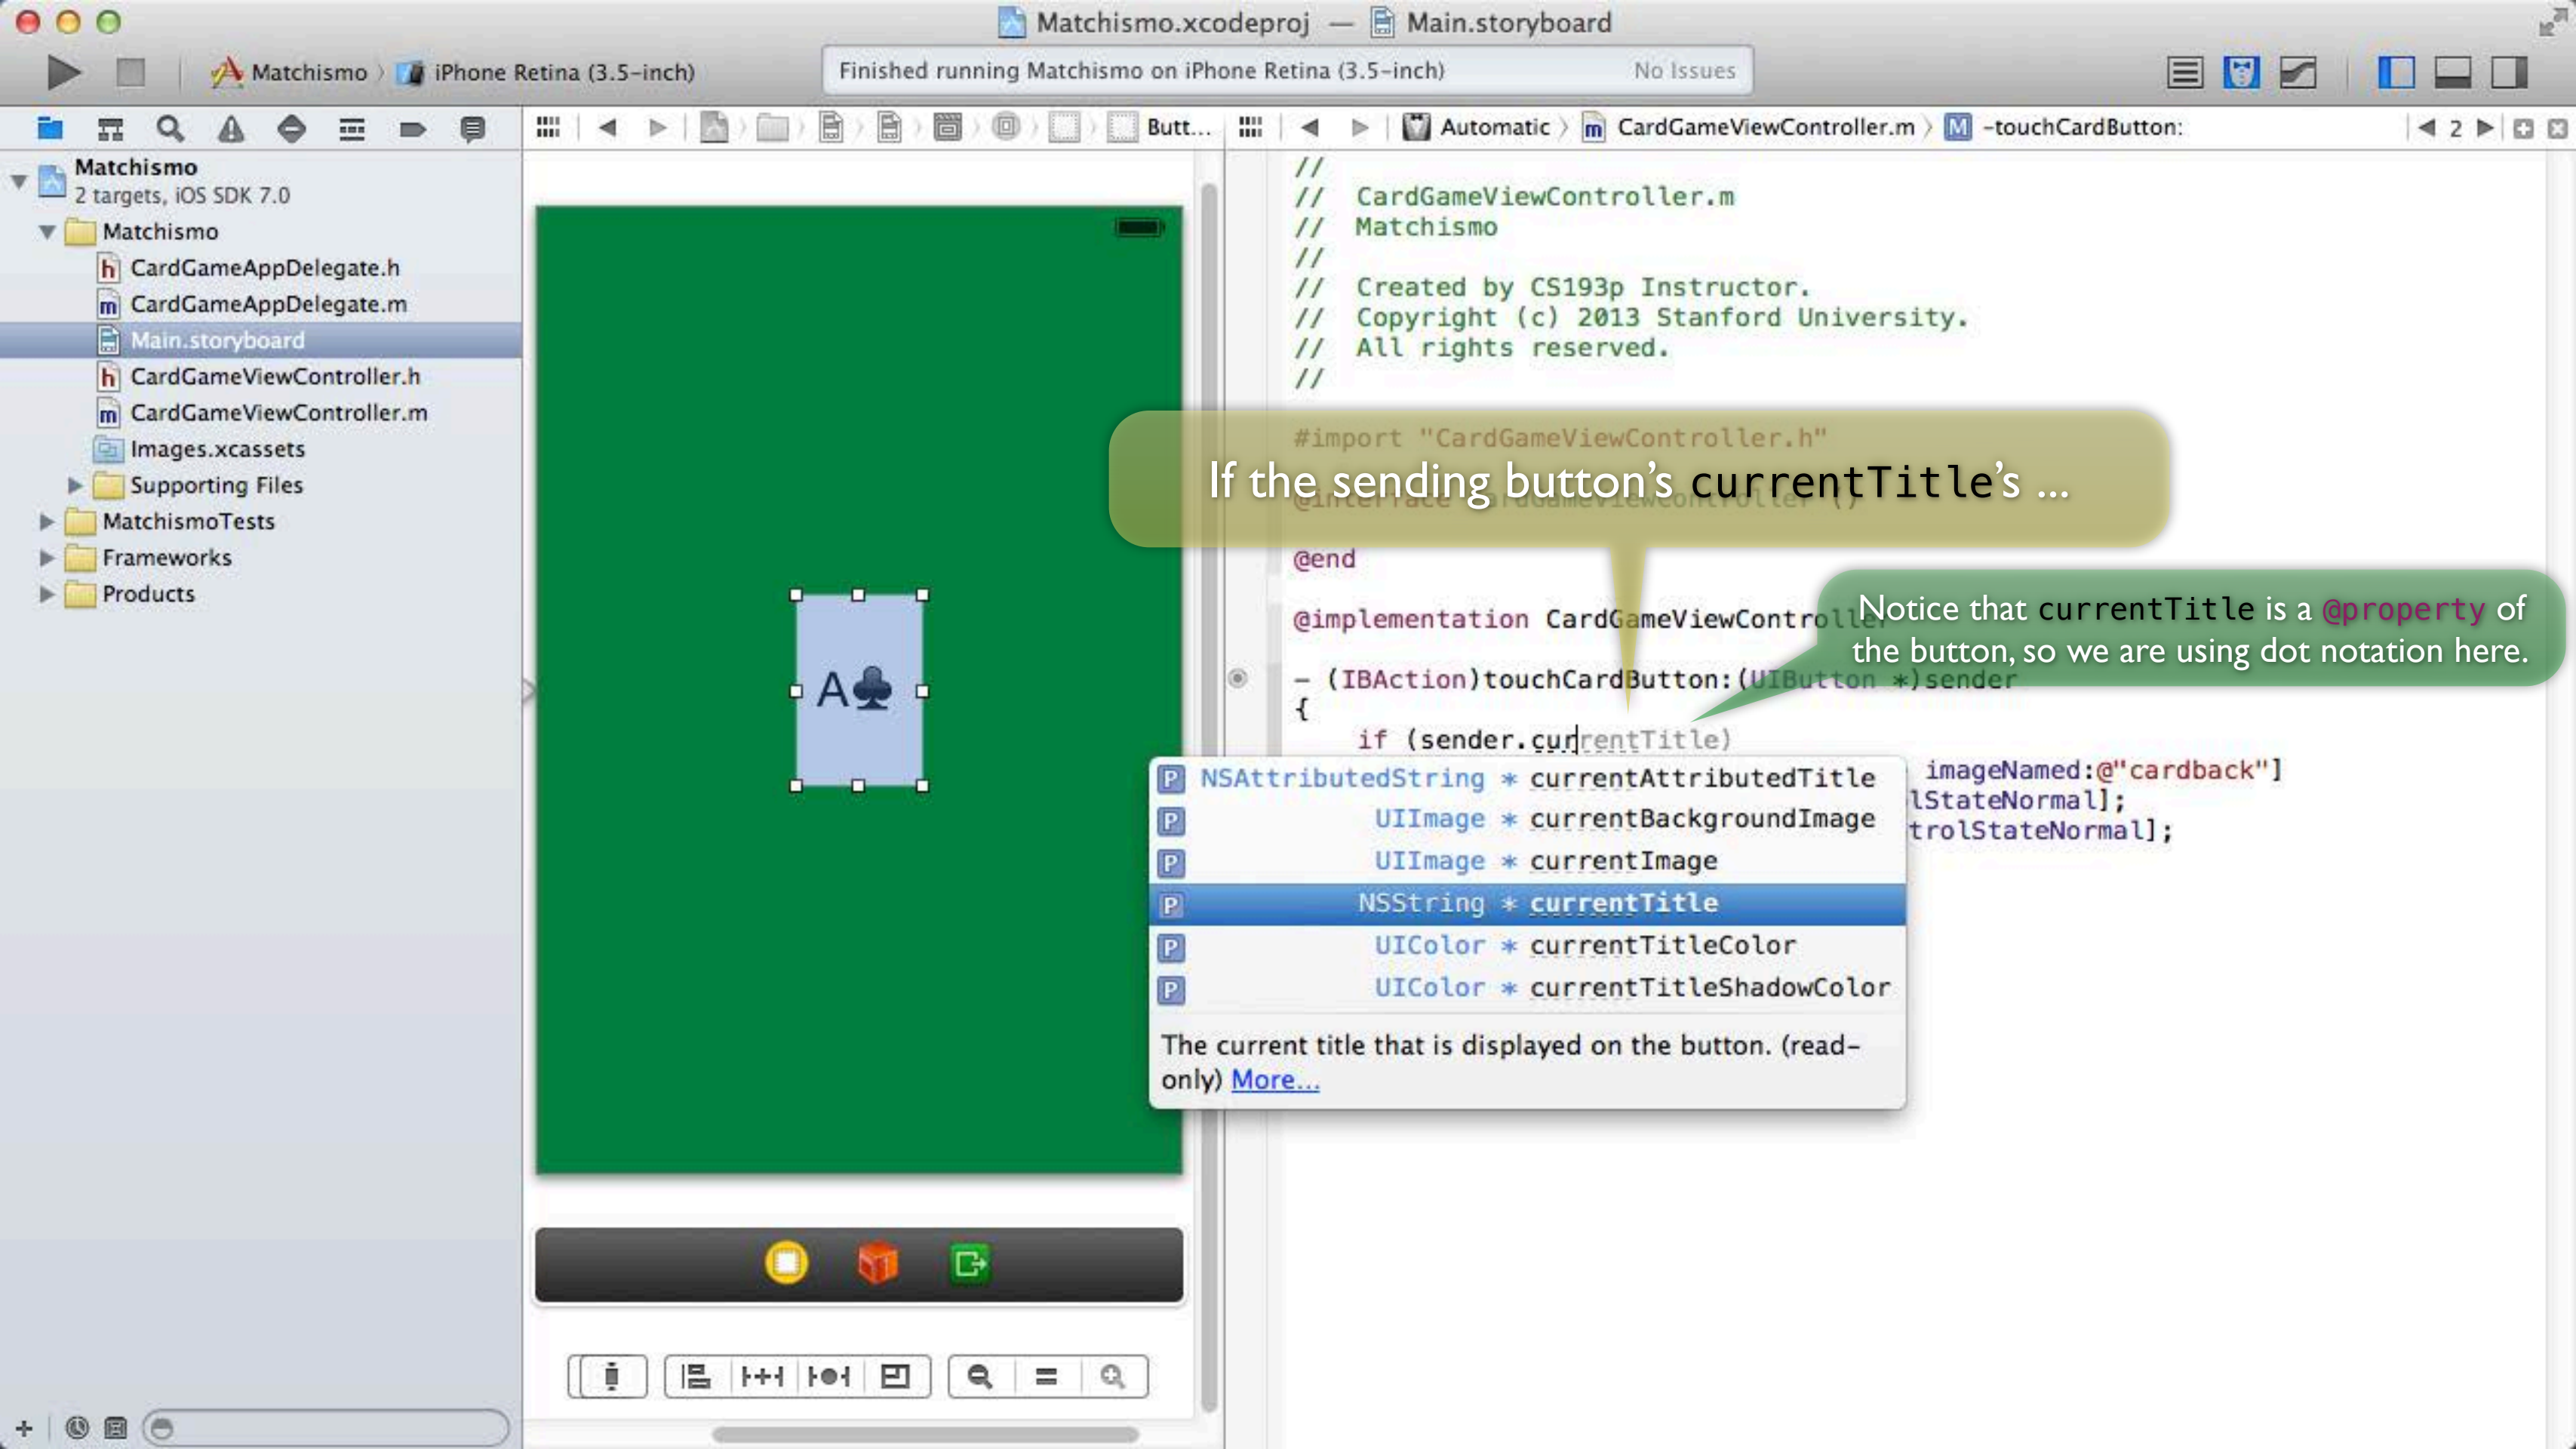 Matchismo.xcodeproj — Main.storyboard
Matchismo 〉 iPhone Retina (3.5-inch)
Finished running Matchismo on iPhone Retina (3.5-inch)
No Issues
Butt...
Automatic 〉 CardGameViewController.m 〉 M -touchCardButton:
2
Matchismo
2 targets, iOS SDK 7.0
Matchismo
h CardGameAppDelegate.h
m CardGameAppDelegate.m
Main.storyboard
h CardGameViewController.h
m CardGameViewController.m
Images.xcassets
Supporting Files
MatchismoTests
Frameworks
Products
A♣
//
// CardGameViewController.m
// Matchismo
//
// Created by CS193p Instructor.
// Copyright (c) 2013 Stanford University.
// All rights reserved.
//
#import "CardGameViewController.h"
If the sending button's currentTitle's ...
@interface CardGameViewController ()
@end
Notice that currentTitle is a @property of
the button, so we are using dot notation here.
@implementation CardGameViewController
- (IBAction)touchCardButton:(UIButton *)sender
{
if (sender.currentTitle)
imageNamed:@"cardback"]
lStateNormal];
trolStateNormal];
P NSAttributedString * currentAttributedTitle
P UIImage * currentBackgroundImage
P UIImage * currentImage
P NSString * currentTitle
P UIColor * currentTitleColor
P UIColor * currentTitleShadowColor
The current title that is displayed on the button. (read-
only) More...